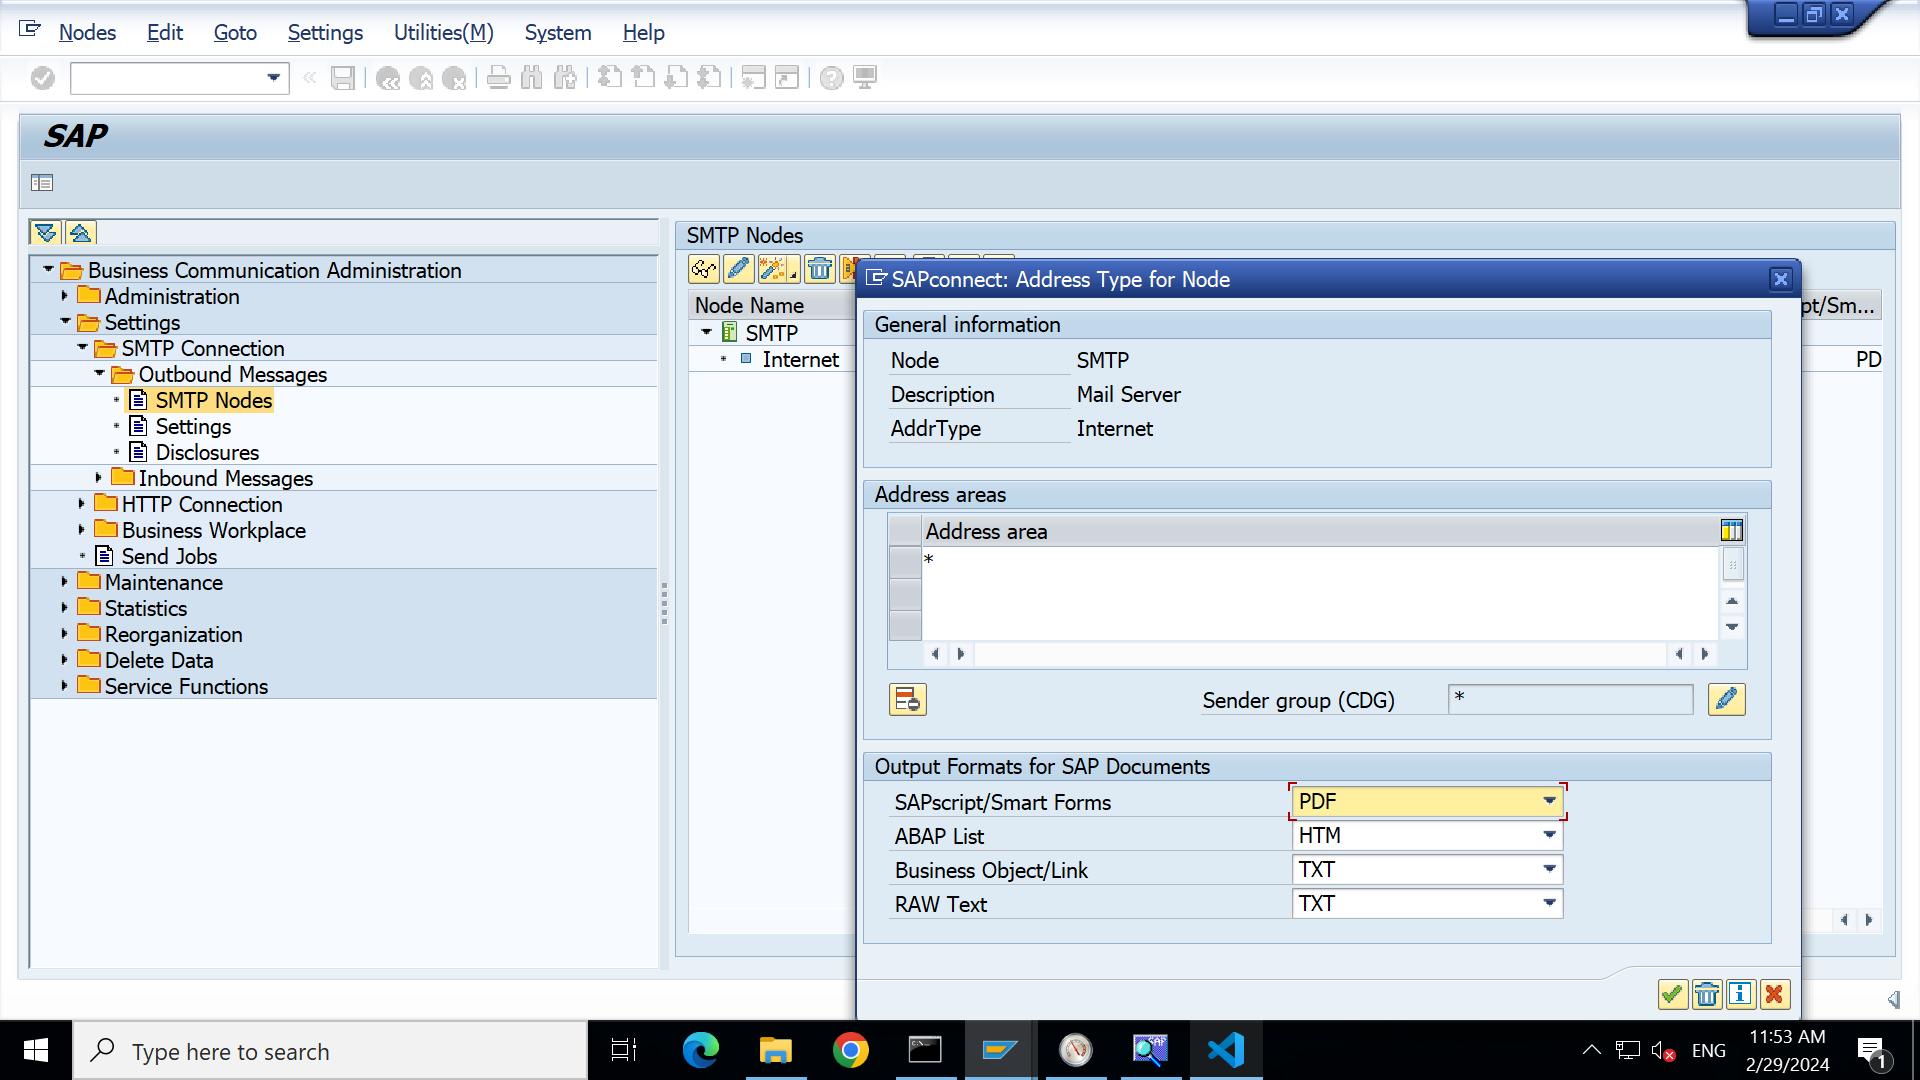 Nodes Edit Goto Settings Utilities(M) System Help
SAP
Business Communication Administration
Administration
Settings
SMTP Connection
Outbound Messages
SMTP Nodes
Settings
Disclosures
Inbound Messages
HTTP Connection
Business Workplace
Send Jobs
Maintenance
Statistics
Reorganization
Delete Data
Service Functions
SMTP Nodes
Node Name
pt/Sm...
SMTP
Internet
PD
SAPconnect: Address Type for Node
General information
Node SMTP
Description Mail Server
AddrType Internet
Address areas
Address area
*
Sender group (CDG) *
Output Formats for SAP Documents
SAPscript/Smart Forms PDF
ABAP List HTM
Business Object/Link TXT
RAW Text TXT
Type here to search
ENG
11:53 AM
2/29/2024
1